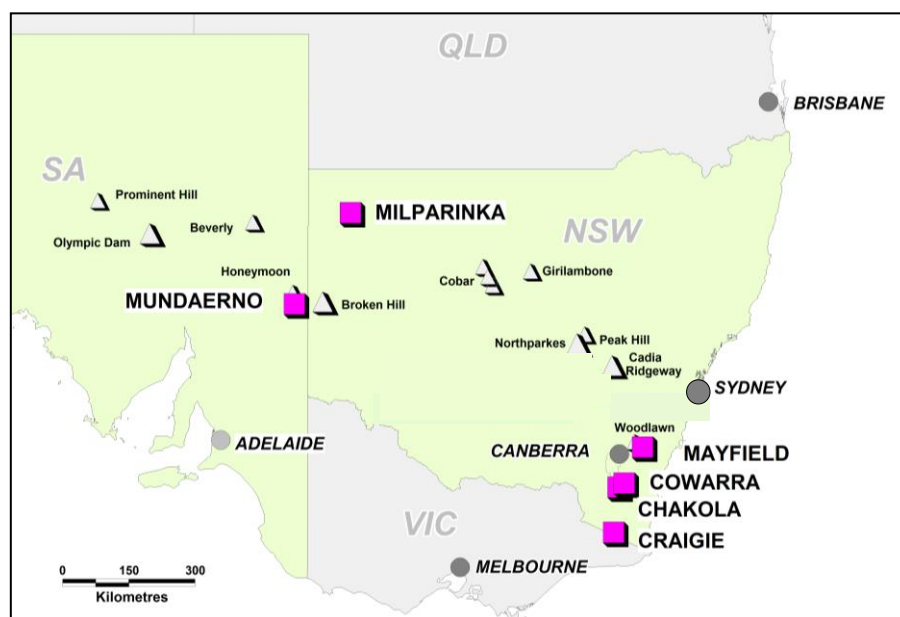 QLD
BRISBANE
SA
Prominent Hill
MILPARINKA
NSW
Beverly
Olympic Dam
Honeymoon
Cobar
Girilambone
MUNDAERNO
Broken Hill
Northparkes
Peak Hill
Cadia
Ridgeway
SYDNEY
Woodlawn
ADELAIDE
CANBERRA
MAYFIELD
COWARRA
CHAKOLA
VIC
CRAIGIE
MELBOURNE
0 150 300
Kilometres